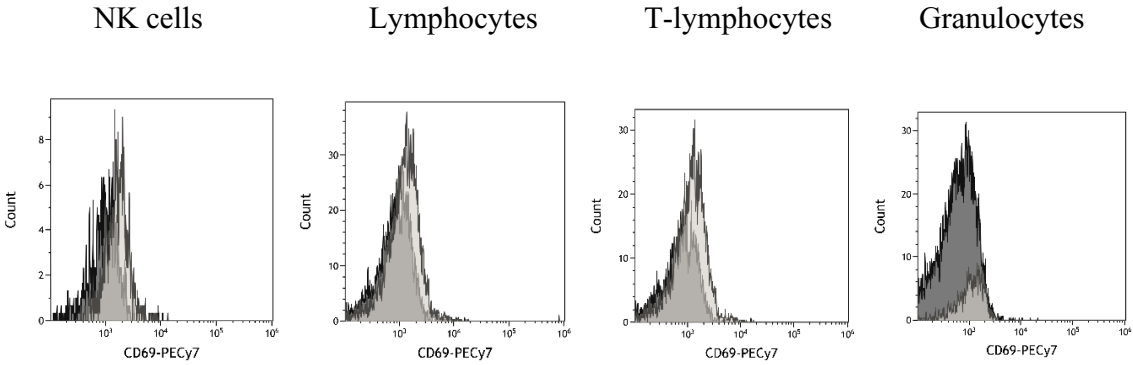 NK cells
Lymphocytes
T-lymphocytes
Granulocytes
Count
8
6
4
2
0
10³
10⁴
10⁵
10⁶
CD69-PECy7
Count
30
20
10
0
10³
10⁴
10⁵
10⁶
CD69-PECy7
Count
30
20
10
0
10³
10⁴
10⁵
10⁶
CD69-PECy7
Count
30
20
10
0
10³
10⁴
10⁵
10⁶
CD69-PECy7